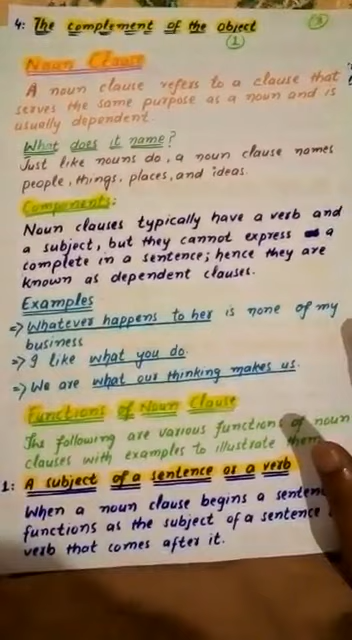 4: The complement of the object
3
1
Noun Clause
A noun clause refers to a clause that
serves the same purpose as a noun and is
usually dependent.
What does it name?
Just like nouns do, a noun clause names
people, things, places, and ideas.
Components:
Noun clauses typically have a verb and
a subject, but they cannot express a
complete in a sentence; hence they are
known as dependent clauses.
Examples
=> Whatever happens to her is none of my
business
=> I like what you do.
=> We are what our thinking makes us.
Functions of Noun Clause
The following are various functions of noun
clauses with examples to illustrate them
1: A subject of a sentence or a verb
When a noun clause begins a
functions as the subject of a sentence
verb that comes after it.